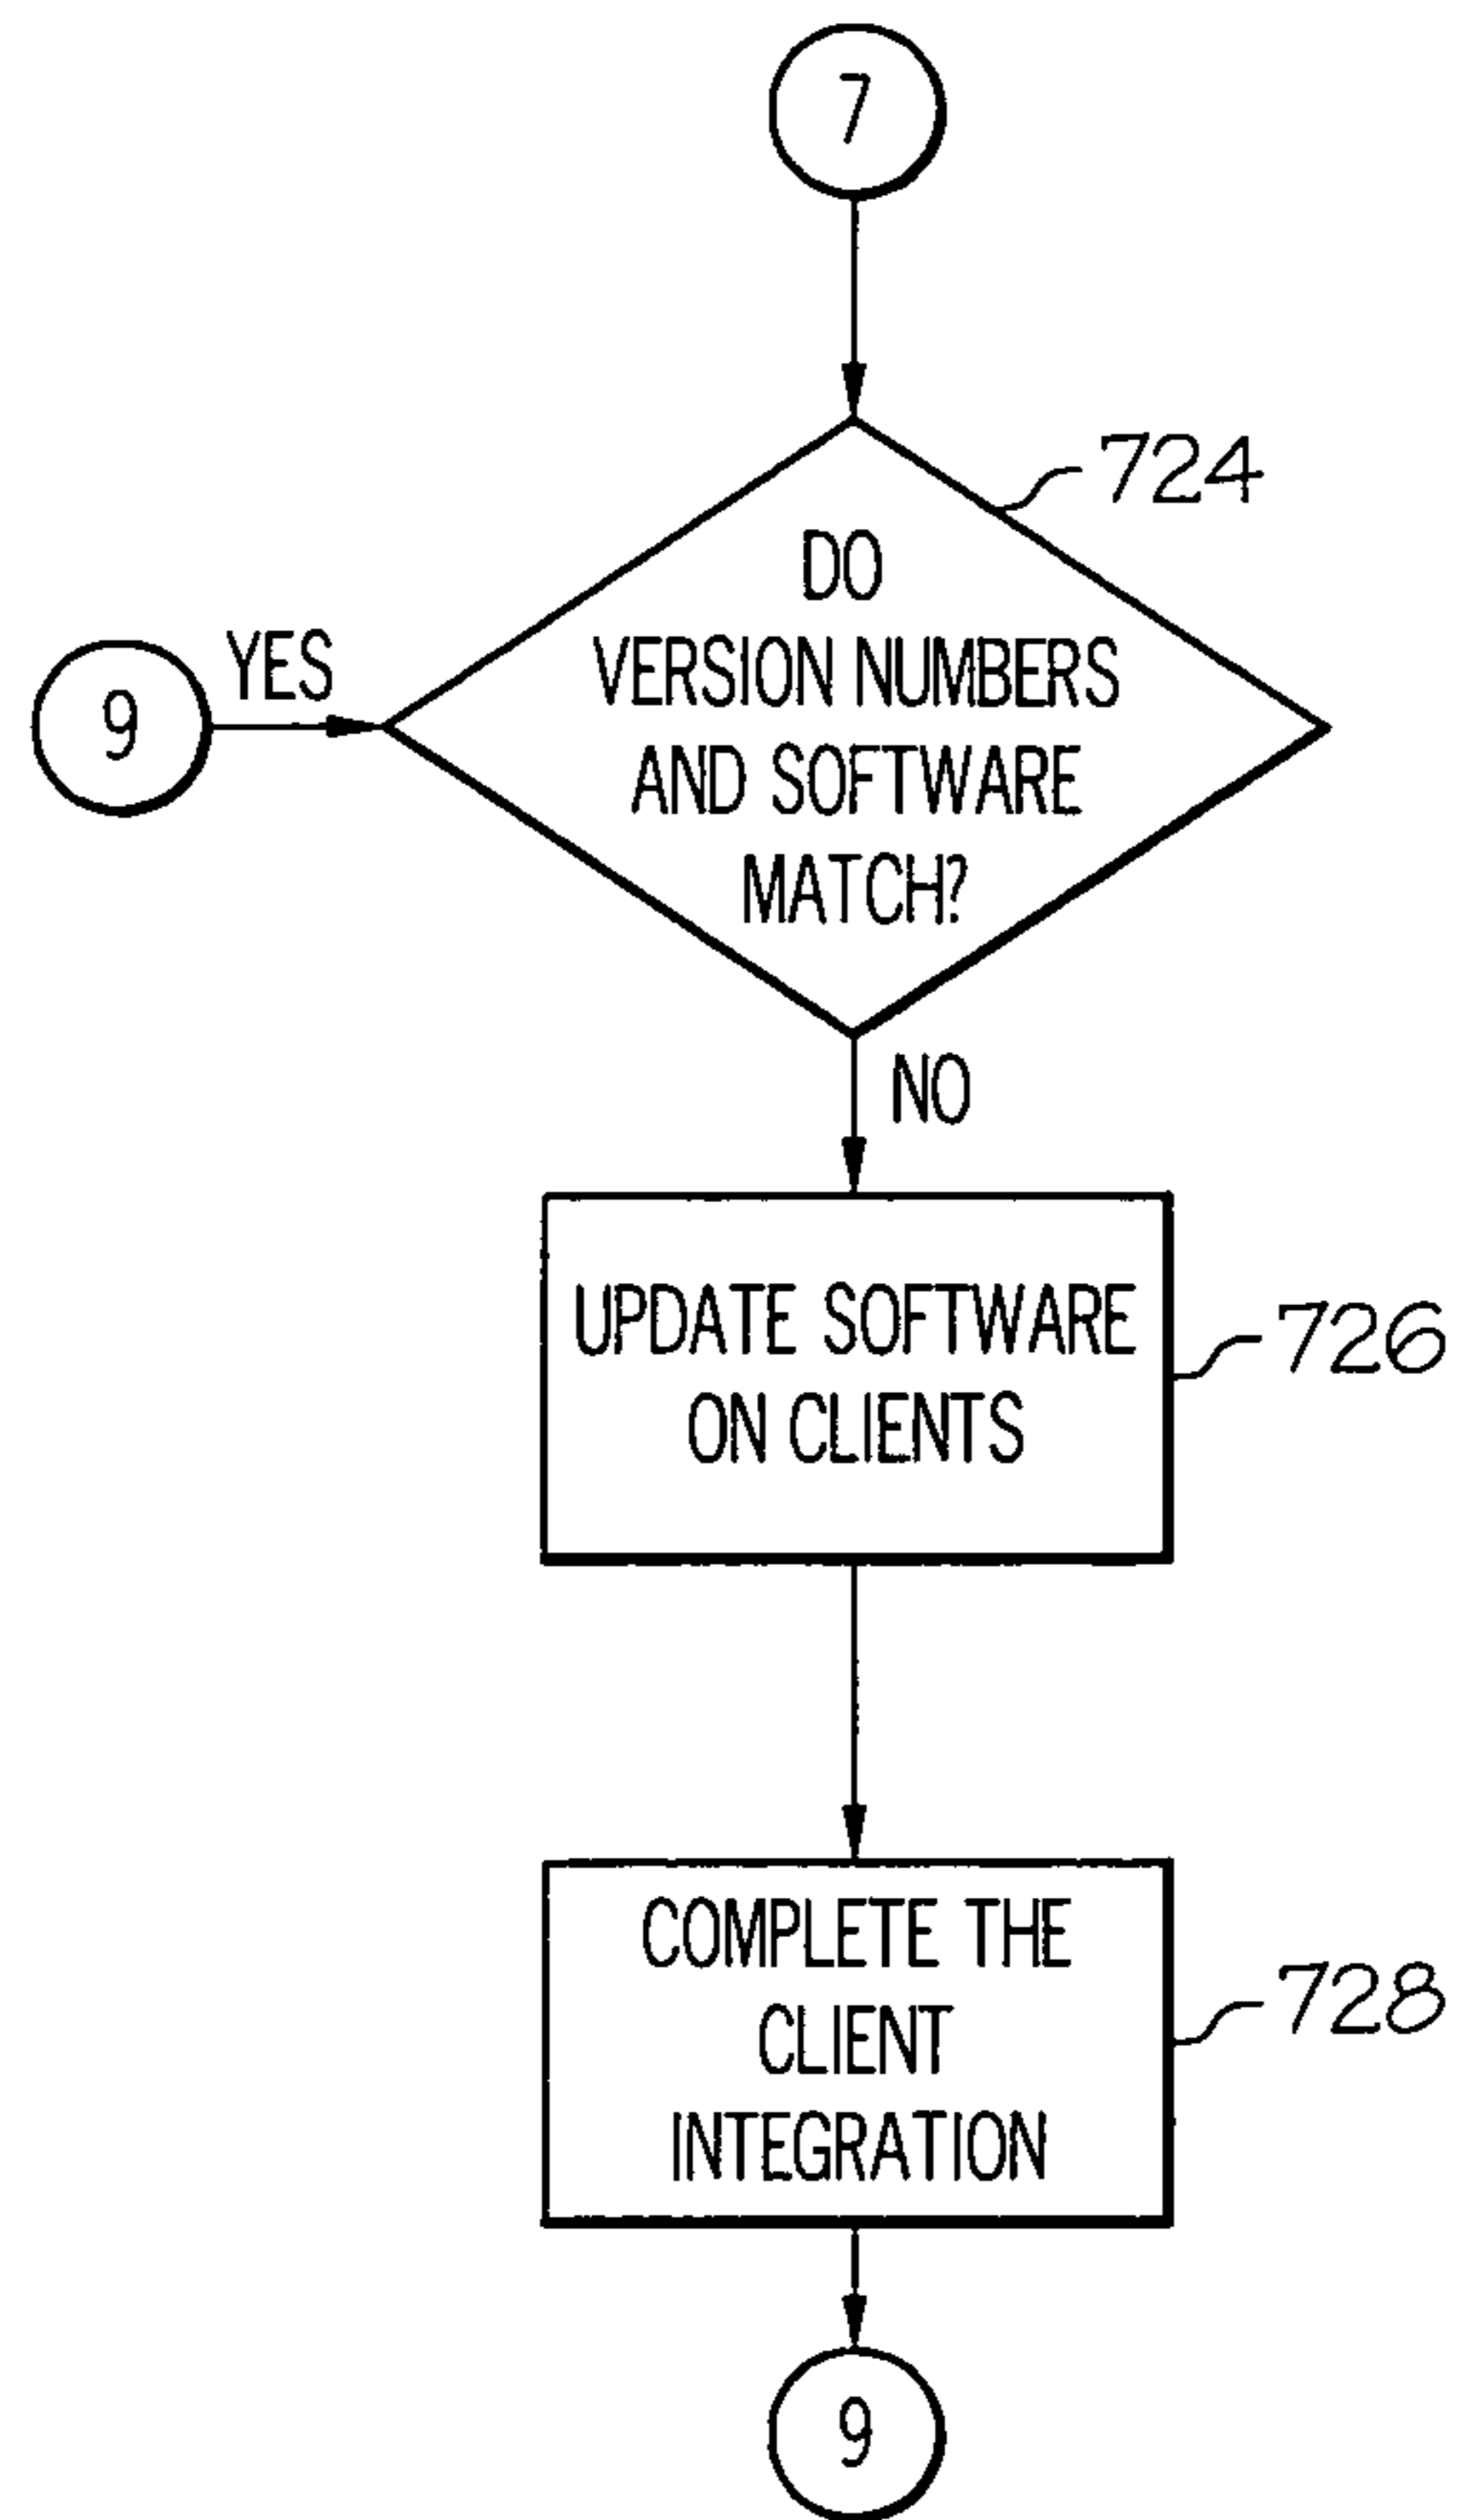 7
724
DO
VERSION NUMBERS
AND SOFTWARE
MATCH?
YES
9
NO
UPDATE SOFTWARE
ON CLIENTS
726
COMPLETE THE
CLIENT
INTEGRATION
728
9